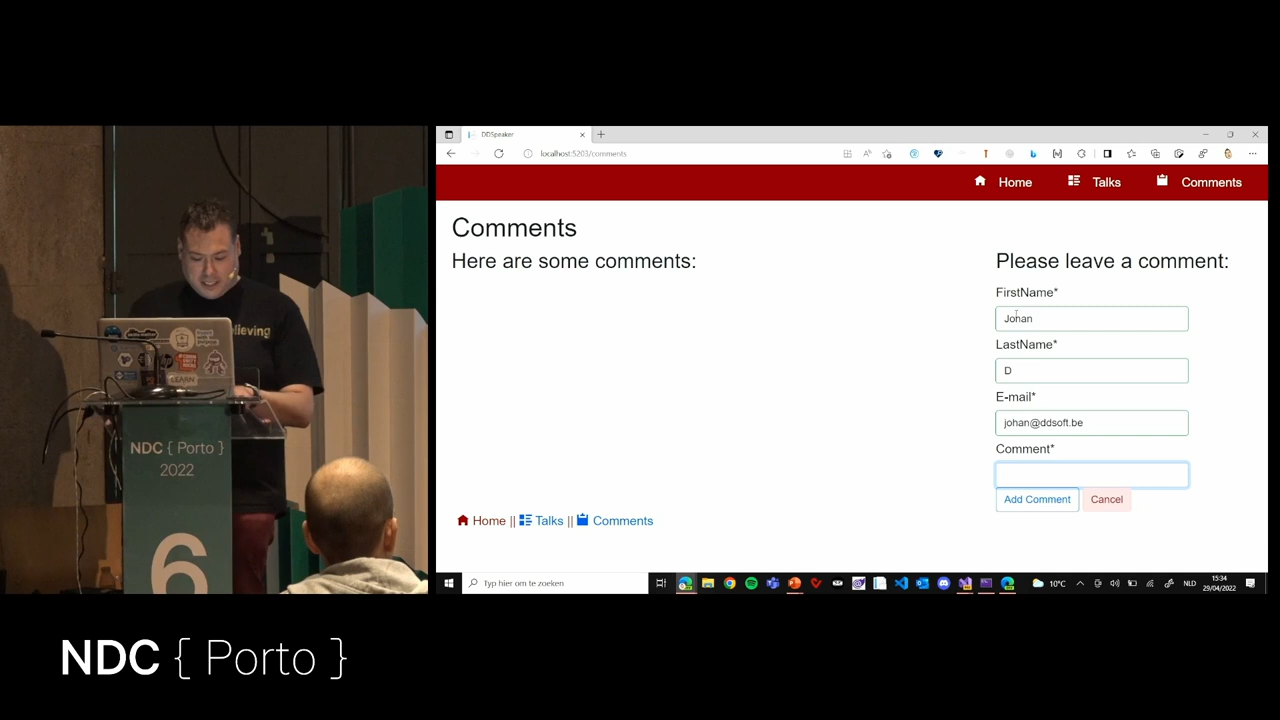 DDSpeaker
localhost:5203/comments
Home
Talks
Comments
Comments
Here are some comments:
Please leave a comment:
FirstName*
Johan
LastName*
D
E-mail*
johan@ddsoft.be
Comment*
Add Comment
Cancel
Home || Talks || Comments
Typ hier om te zoeken
10°C
NLD
15:34
29/04/2022
lieving
LEARN
NDC { Porto }
2022
6
NDC { Porto }